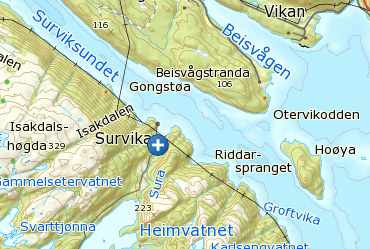 116
Vikan
Surviksundet
Beisvågen
Beisvågstranda
106
Gongstøa
Isakdalen
Otervikodden
Isakdals-
høgda 329
Survika
Hoøya
Riddar-
spranget
Gammelsetervatnet
Sura
223
Groftvika
Svarttjønna
Heimvatnet
Karlsengvatnet